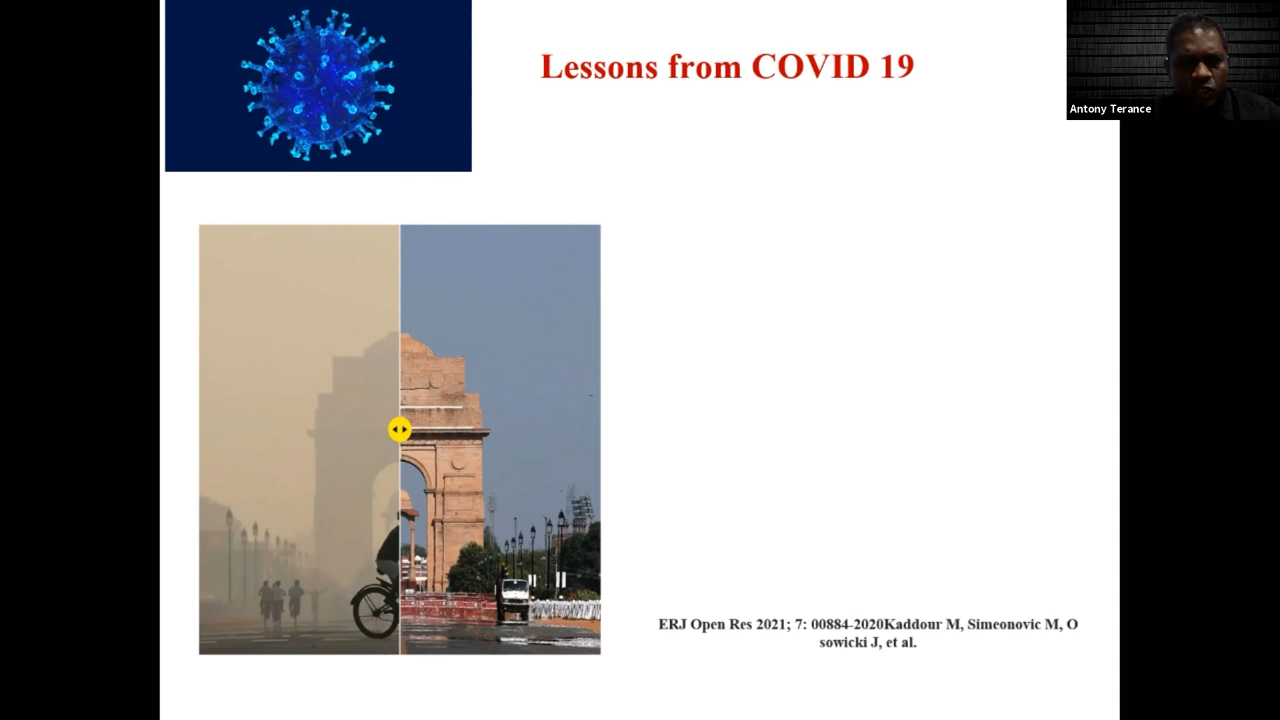 Lessons from COVID 19
Antony Terance
ERJ Open Res 2021; 7: 00884-2020Kaddour M, Simeonovic M, O
sowicki J, et al.